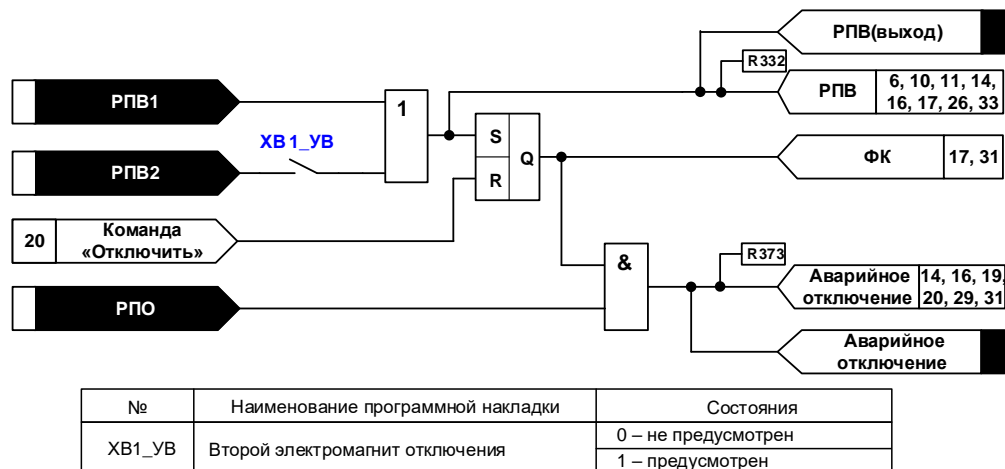 РПВ(выход)
R332
РПВ1
РПВ
6, 10, 11, 14,
16, 17, 26, 33
1
ХВ1_УВ
S
РПВ2
Q
ФК
17, 31
R
20
Команда
«Отключить»
&
R373
Аварийное
отключение
14, 16, 19,
20, 29, 31
РПО
Аварийное
отключение
№
Наименование программной накладки
Состояния
ХВ1_УВ
Второй электромагнит отключения
0 – не предусмотрен
1 – предусмотрен